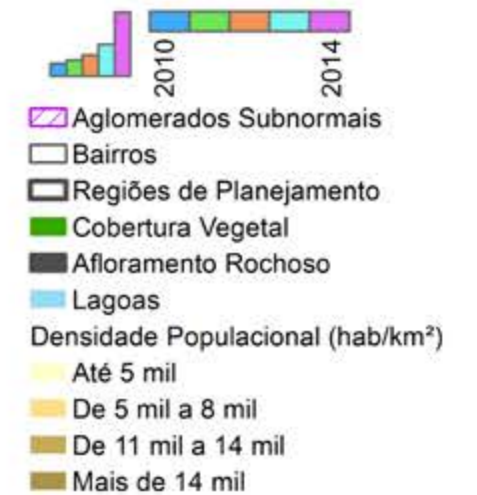 2010 2014
Aglomerados Subnormais
Bairros
Regiões de Planejamento
Cobertura Vegetal
Afloramento Rochoso
Lagoas
Densidade Populacional (hab/km²)
Até 5 mil
De 5 mil a 8 mil
De 11 mil a 14 mil
Mais de 14 mil